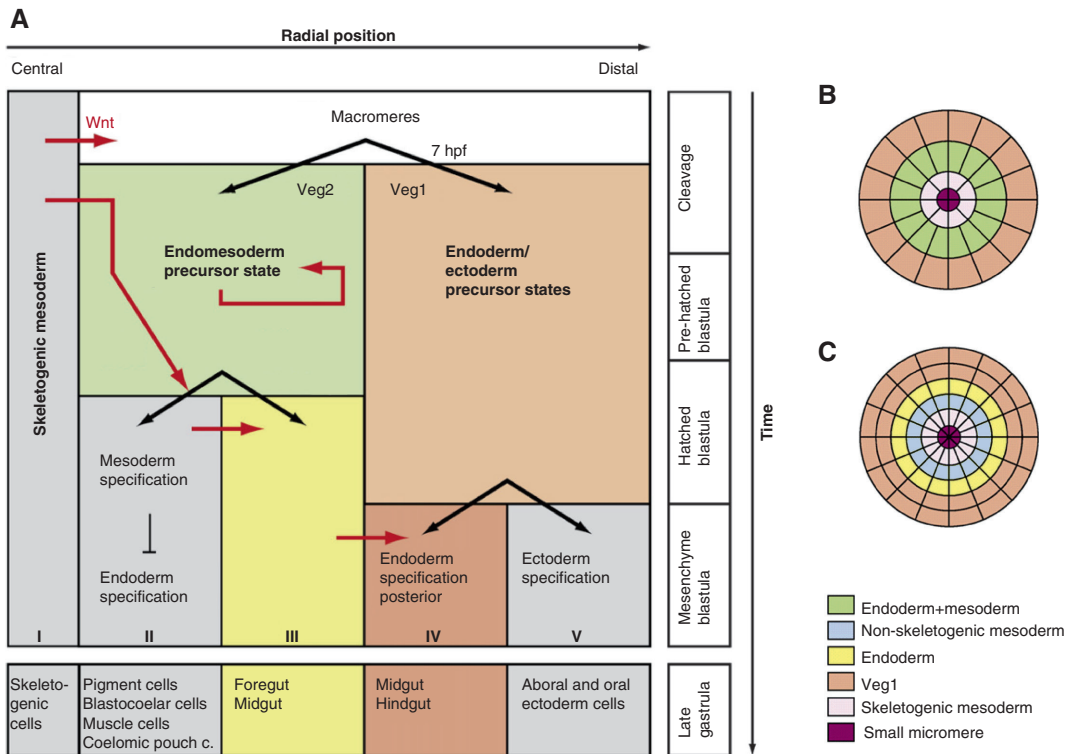 A
Radial position
Central
Distal
Wnt
Macromeres
7 hpf
Veg2
Veg1
Endomesoderm
precursor state
Endoderm/
ectoderm
precursor states
Skeletogenic mesoderm
Mesoderm
specification
Endoderm
specification
Endoderm
specification
posterior
Ectoderm
specification
I
II
III
IV
V
Skeleto-
genic
cells
Pigment cells
Blastocoelar cells
Muscle cells
Coelomic pouch c.
Foregut
Midgut
Midgut
Hindgut
Aboral and oral
ectoderm cells
Cleavage
Pre-hatched
blastula
Hatched
blastula
Mesenchyme
blastula
Late
gastrula
Time
B
C
Endoderm+mesoderm
Non-skeletogenic mesoderm
Endoderm
Veg1
Skeletogenic mesoderm
Small micromere